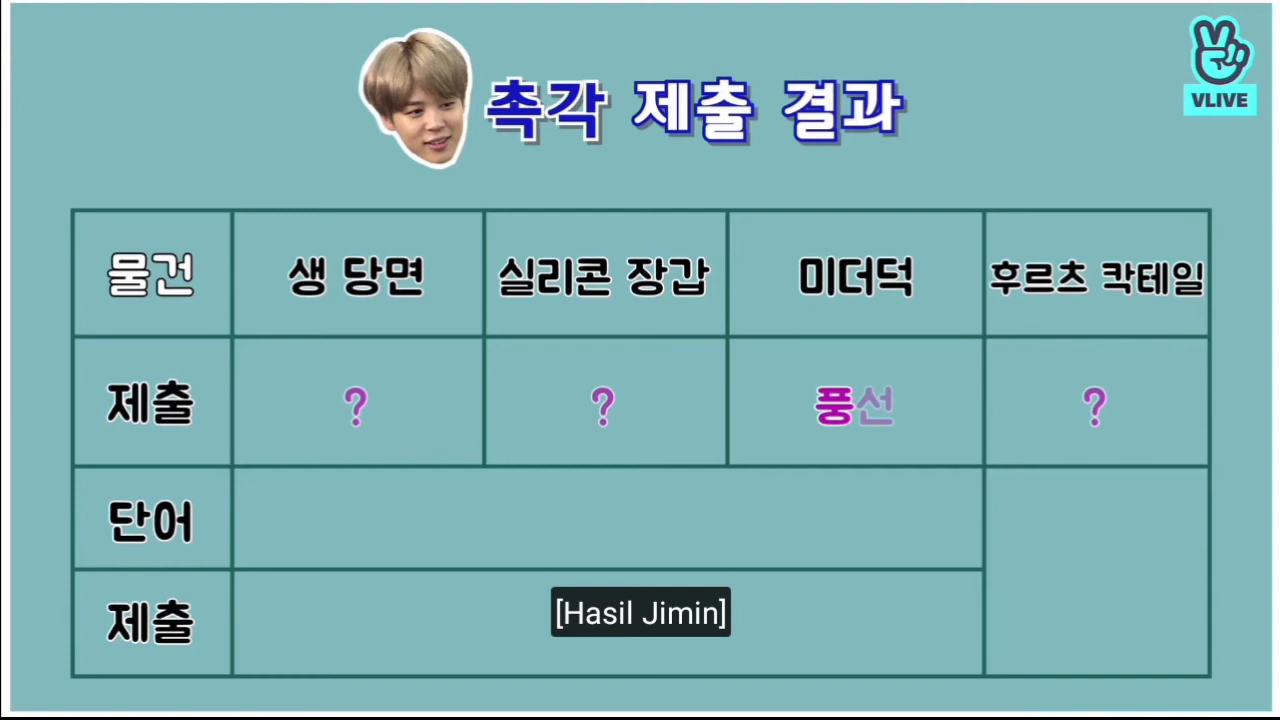 촉각 제출 결과
VLIVE
물건 생 당면 실리콘 장갑 미더덕 후르츠 칵테일
제출 ? ? 풍선 ?
단어
제출
[Hasil Jimin]